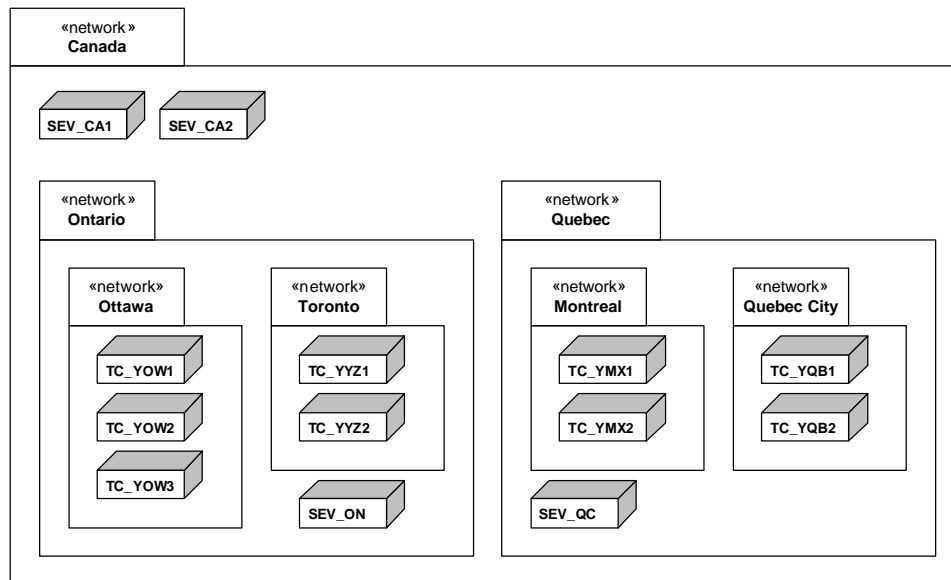 «network»
Canada
SEV_CA1 SEV_CA2
«network» «network»
Ontario Quebec
«network» «network» «network» «network»
Ottawa Toronto Montreal Quebec City
TC_YOW1 TC_YYZ1 TC_YMX1 TC_YQB1
TC_YOW2 TC_YYZ2 TC_YMX2 TC_YQB2
TC_YOW3
SEV_ON SEV_QC